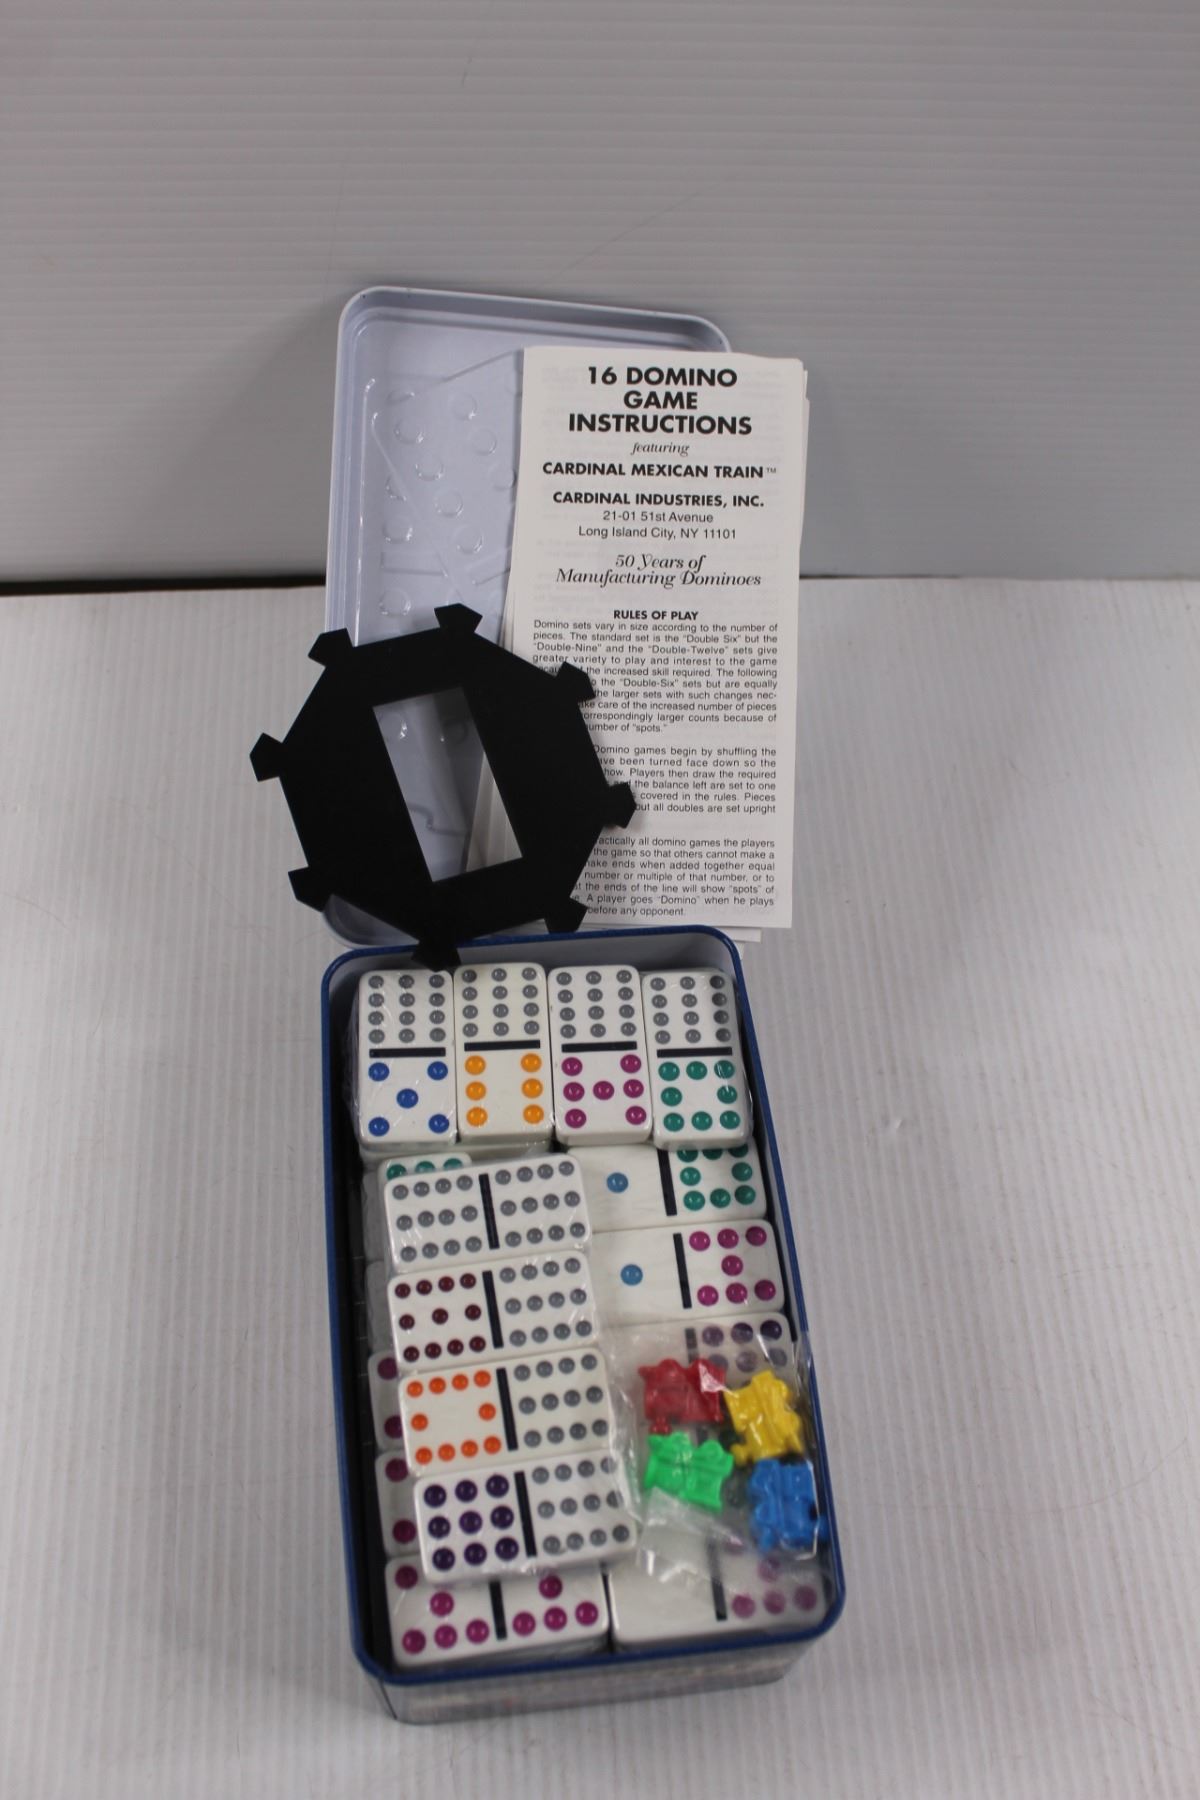 16 DOMINO
GAME
INSTRUCTIONS
featuring
CARDINAL MEXICAN TRAIN™
CARDINAL INDUSTRIES, INC.
21-01 51st Avenue
Long Island City, NY 11101
50 Years of
Manufacturing Dominoes
RULES OF PLAY
Domino sets vary in size according to the number of
pieces. The standard set is the "Double Six" but the
"Double-Nine" and the "Double-Twelve" sets give
greater variety to play and interest to the game
the increased skill required. The following
the "Double-Six" sets but are equally
the larger sets with such changes nec-
take care of the increased number of pieces
correspondingly larger counts because of
number of "spots."
Domino games begin by shuffling the
have been turned face down so the
show. Players then draw the required
and the balance left are set to one
covered in the rules. Pieces
but all doubles are set upright
actically all domino games the players
the game so that others cannot make a
make ends when added together equal
number or multiple of that number, or to
at the ends of the line will show "spots" of
A player goes "Domino" when he plays
before any opponent.